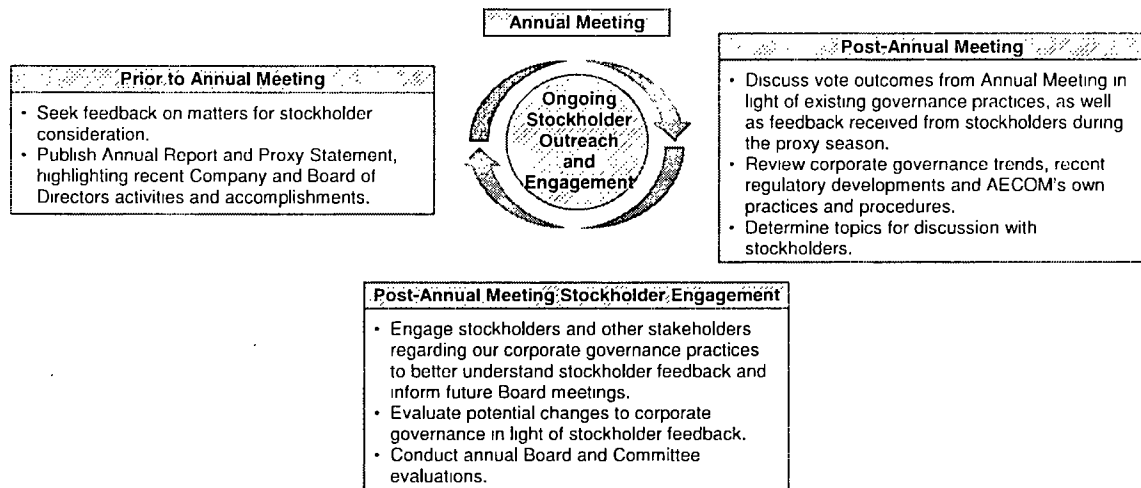 Annual Meeting
Prior to Annual Meeting
• Seek feedback on matters for stockholder
consideration.
• Publish Annual Report and Proxy Statement,
highlighting recent Company and Board of
Directors activities and accomplishments.
Ongoing
Stockholder
Outreach
and
Engagement
Post-Annual Meeting
• Discuss vote outcomes from Annual Meeting in
light of existing governance practices, as well
as feedback received from stockholders during
the proxy season.
• Review corporate governance trends, recent
regulatory developments and AECOM's own
practices and procedures.
• Determine topics for discussion with
stockholders.
Post-Annual Meeting Stockholder Engagement
• Engage stockholders and other stakeholders
regarding our corporate governance practices
to better understand stockholder feedback and
inform future Board meetings.
• Evaluate potential changes to corporate
governance in light of stockholder feedback.
• Conduct annual Board and Committee
evaluations.